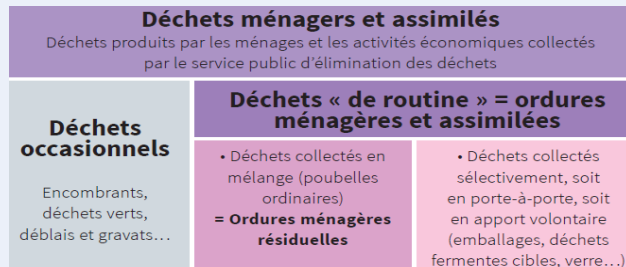 Déchets ménagers et assimilés
Déchets produits par les ménages et les activités économiques collectés
par le service public d'élimination des déchets
Déchets
occasionnels
Encombrants,
déchets verts,
déblais et gravats…
Déchets « de routine » = ordures
ménagères et assimilées
• Déchets collectés en
mélange (poubelles
ordinaires)
= Ordures ménagères
résiduelles
• Déchets collectés
sélectivement, soit
en porte-à-porte, soit
en apport volontaire
(emballages, déchets
fermentes cibles, verre…)